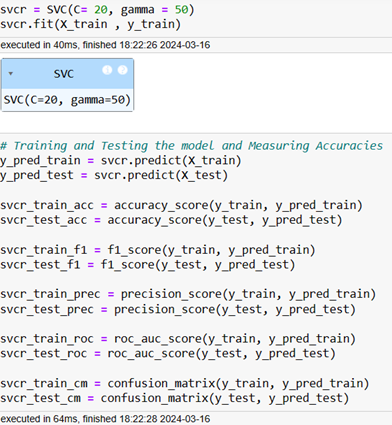 svcr = SVC(C= 20, gamma = 50)
svcr.fit(X_train , y_train)
executed in 40ms, finished 18:22:26 2024-03-16
SVC i ?
SVC(C=20, gamma=50)
# Training and Testing the model and Measuring Accuracies
y_pred_train = svcr.predict(X_train)
y_pred_test = svcr.predict(X_test)
svcr_train_acc = accuracy_score(y_train, y_pred_train)
svcr_test_acc = accuracy_score(y_test, y_pred_test)
svcr_train_f1 = f1_score(y_train, y_pred_train)
svcr_test_f1 = f1_score(y_test, y_pred_test)
svcr_train_prec = precision_score(y_train, y_pred_train)
svcr_test_prec = precision_score(y_test, y_pred_test)
svcr_train_roc = roc_auc_score(y_train, y_pred_train)
svcr_test_roc = roc_auc_score(y_test, y_pred_test)
svcr_train_cm = confusion_matrix(y_train, y_pred_train)
svcr_test_cm = confusion_matrix(y_test, y_pred_test)
executed in 64ms, finished 18:22:28 2024-03-16